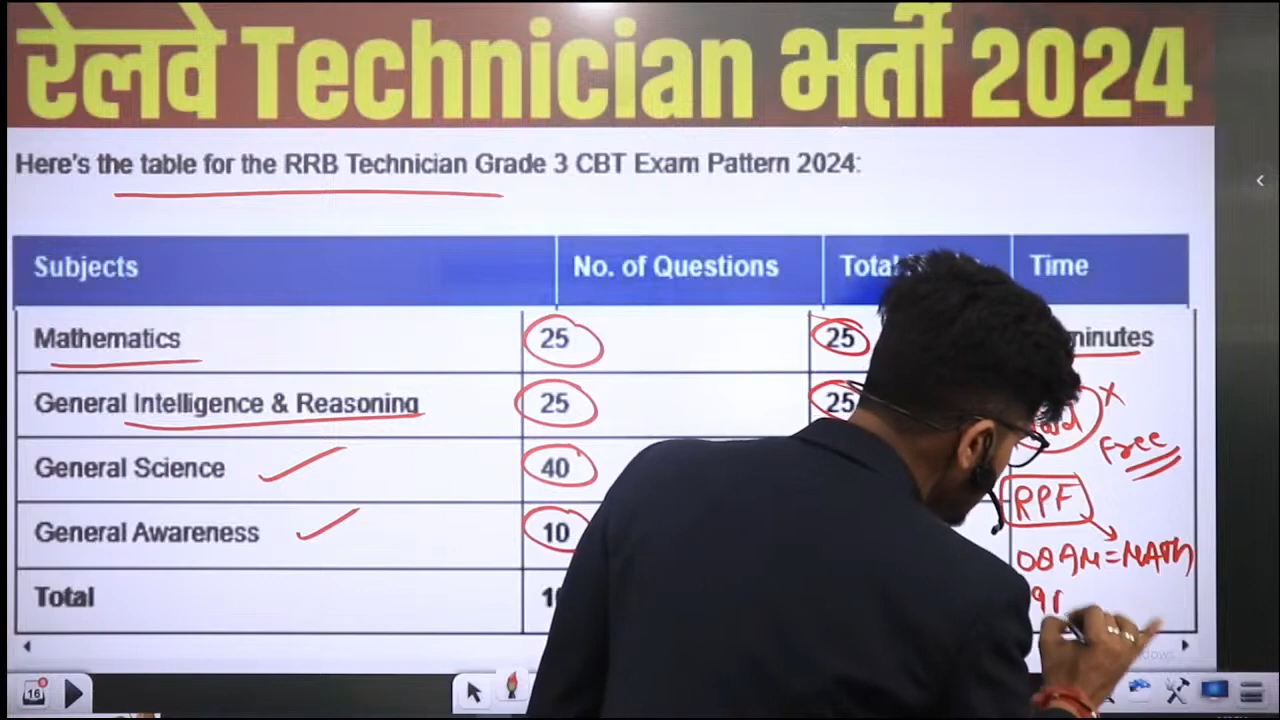 रेलवे Technician भर्ती 2024
Here's the table for the RRB Technician Grade 3 CBT Exam Pattern 2024:
Subjects No. of Questions Total Time
Mathematics 25 25 minutes
General Intelligence & Reasoning 25 25
X
Free
General Science 40
RPF
General Awareness 10
08 AM = MATH
Total
16